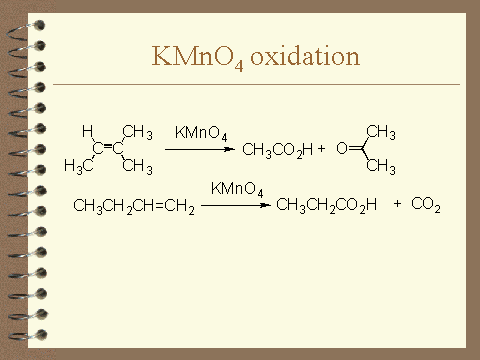 KMnO4 oxidation
H CH3 KMnO4
C=C CH3CO2H + O=
CH3
H3C CH3 CH3
KMnO4
CH3CH2CH=CH2 CH3CH2CO2H + CO2